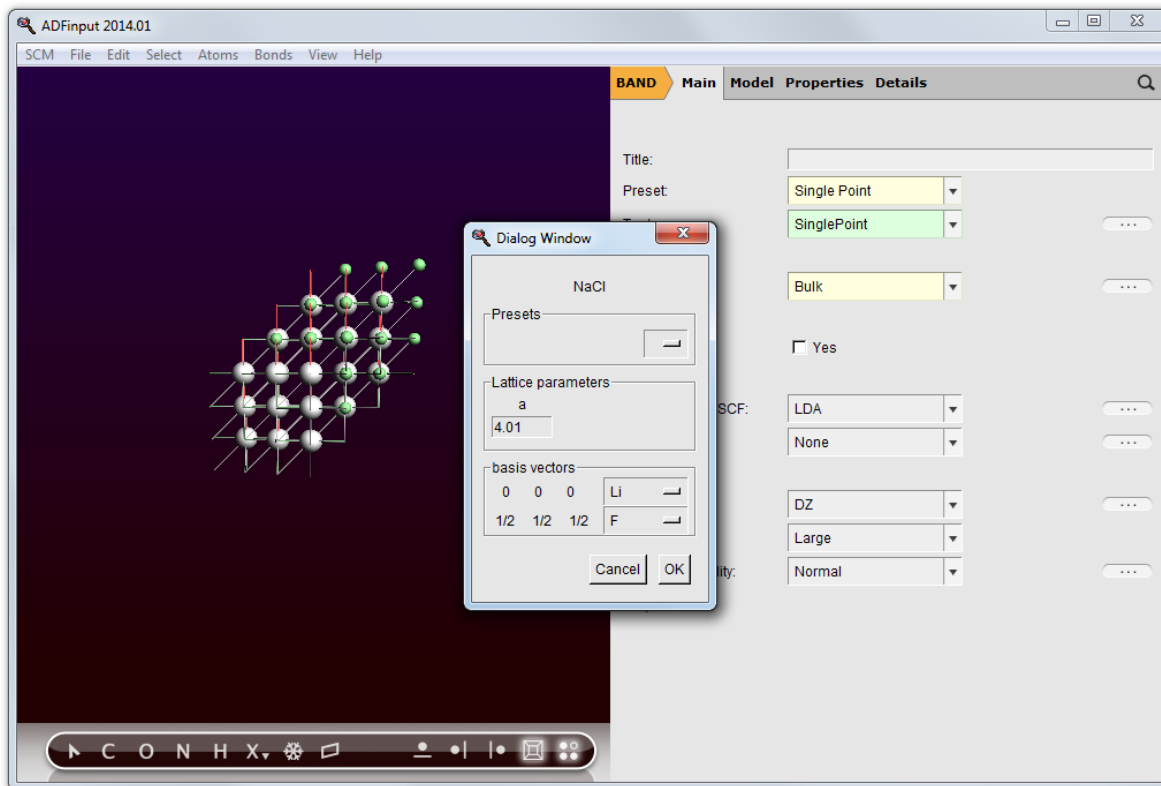 ADFinput 2014.01
SCM File Edit Select Atoms Bonds View Help
BAND Main Model Properties Details
Title:
Preset: Single Point
SinglePoint
Bulk
Yes
SCF: LDA
None
DZ
Large
lity: Normal
Dialog Window
NaCl
Presets
Lattice parameters
a
4.01
basis vectors
0 0 0 Li
1/2 1/2 1/2 F
Cancel OK
C O N H X